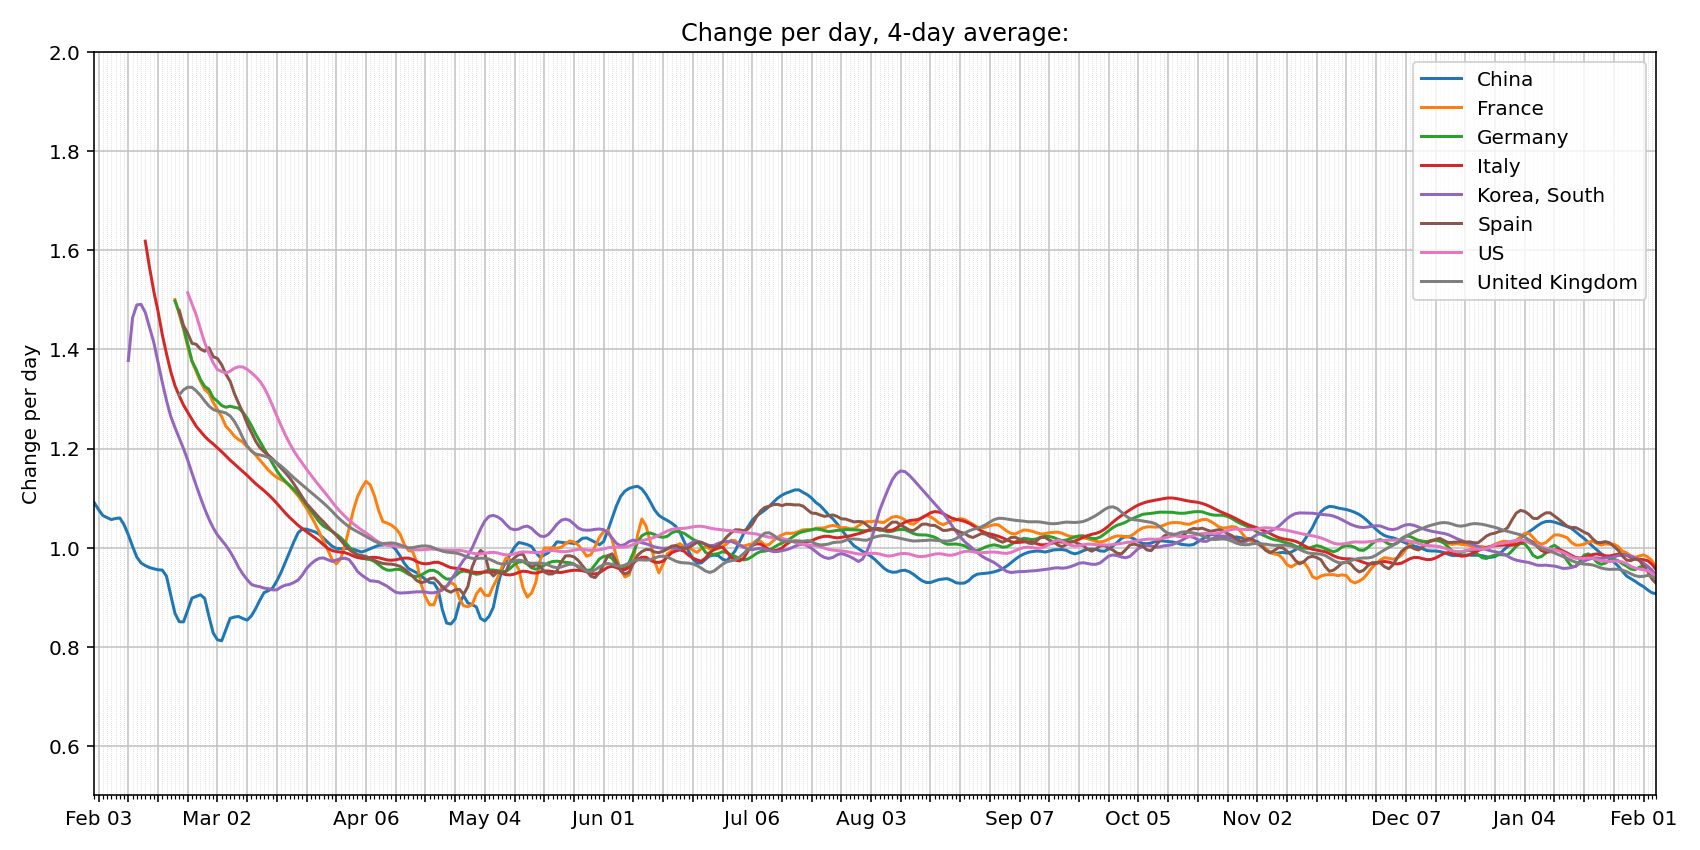 Change per day, 4-day average:
Change per day
2.0
1.8
1.6
1.4
1.2
1.0
0.8
0.6
China
France
Germany
Italy
Korea, South
Spain
US
United Kingdom
Feb 03 Mar 02 Apr 06 May 04 Jun 01 Jul 06 Aug 03 Sep 07 Oct 05 Nov 02 Dec 07 Jan 04 Feb 01